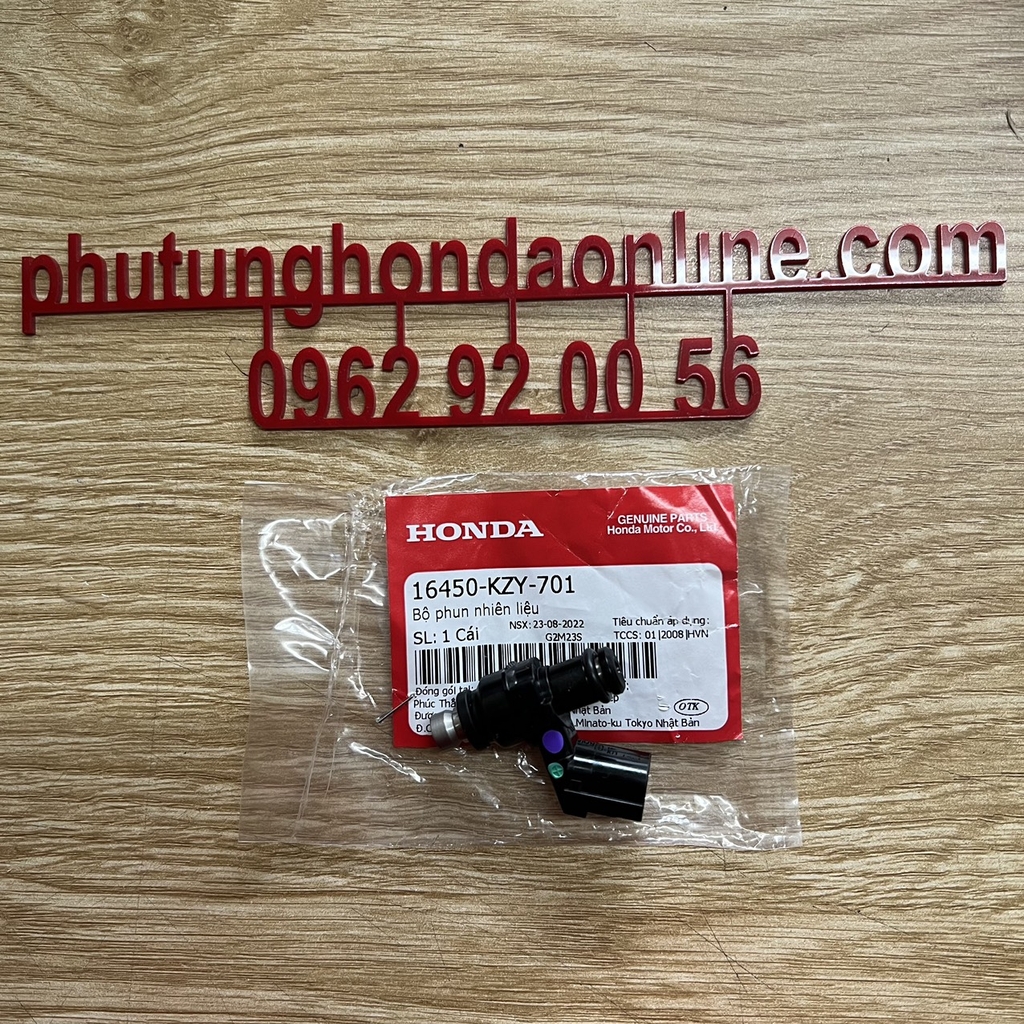 phutunghondaonline.com
0962 92 00 56
HONDA
GENUINE PARTS
Honda Motor Co., Ltd.
16450-KZY-701
Bộ phun nhiên liệu
NSX: 23-08-2022
Tiêu chuẩn áp dụng:
SL: 1 Cái
G2M23S
TCCS: 01|2008|HVN
Đóng gói tại:
Phúc Thắ
Nhật Bản
OTK
Đượ
Minato-ku Tokyo Nhật Bản